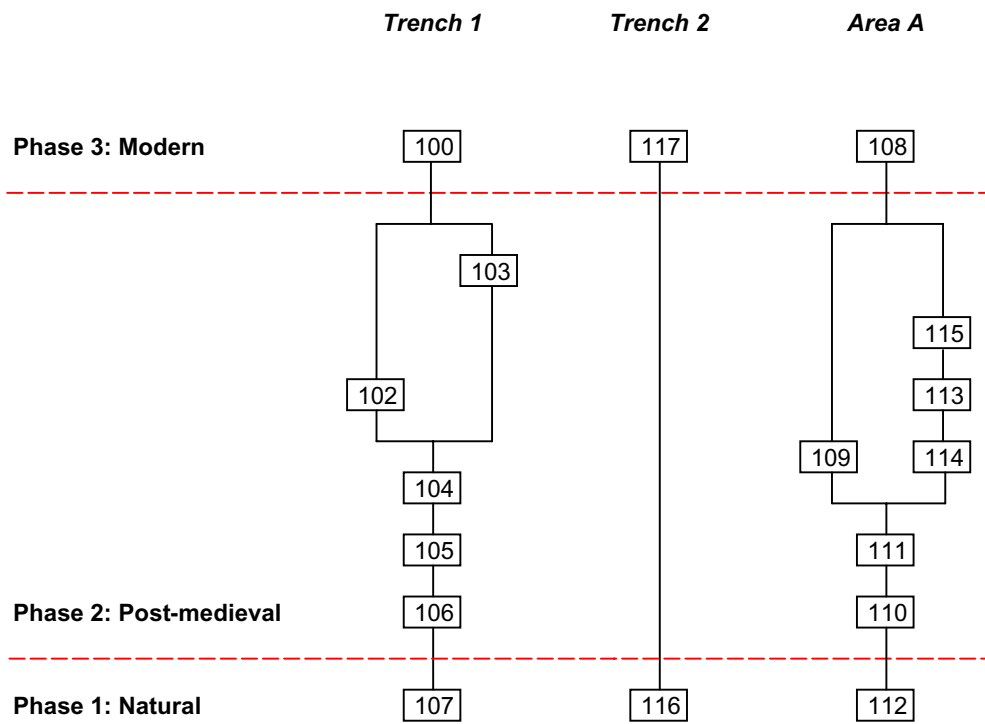 Trench 1 Trench 2 Area A
Phase 3: Modern 100 117 108
103
115
102 113
109 114
104
105 111
Phase 2: Post-medieval 106 110
Phase 1: Natural 107 116 112